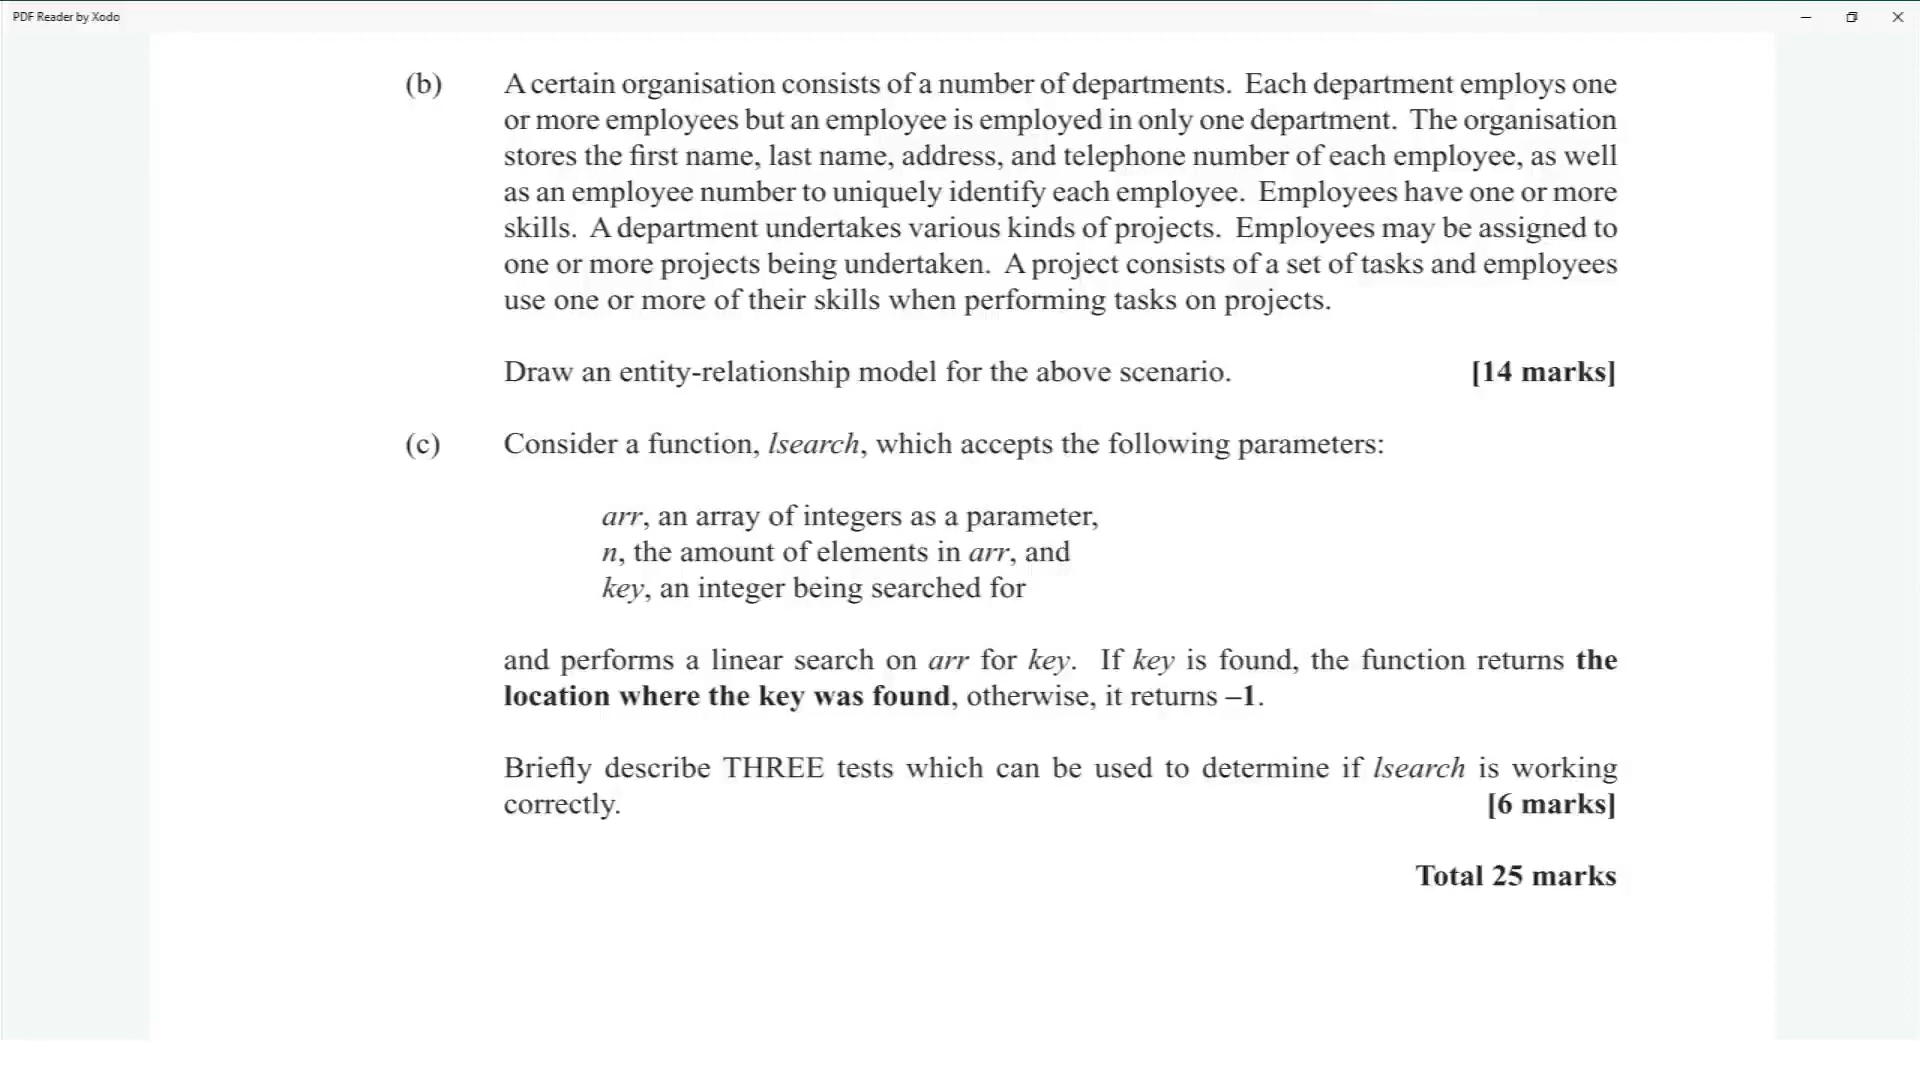 PDF Reader by Xodo
(b) A certain organisation consists of a number of departments. Each department employs one
or more employees but an employee is employed in only one department. The organisation
stores the first name, last name, address, and telephone number of each employee, as well
as an employee number to uniquely identify each employee. Employees have one or more
skills. A department undertakes various kinds of projects. Employees may be assigned to
one or more projects being undertaken. A project consists of a set of tasks and employees
use one or more of their skills when performing tasks on projects.
Draw an entity-relationship model for the above scenario. [14 marks]
(c) Consider a function, lsearch, which accepts the following parameters:
arr, an array of integers as a parameter,
n, the amount of elements in arr, and
key, an integer being searched for
and performs a linear search on arr for key. If key is found, the function returns the
location where the key was found, otherwise, it returns –1.
Briefly describe THREE tests which can be used to determine if lsearch is working
correctly. [6 marks]
Total 25 marks